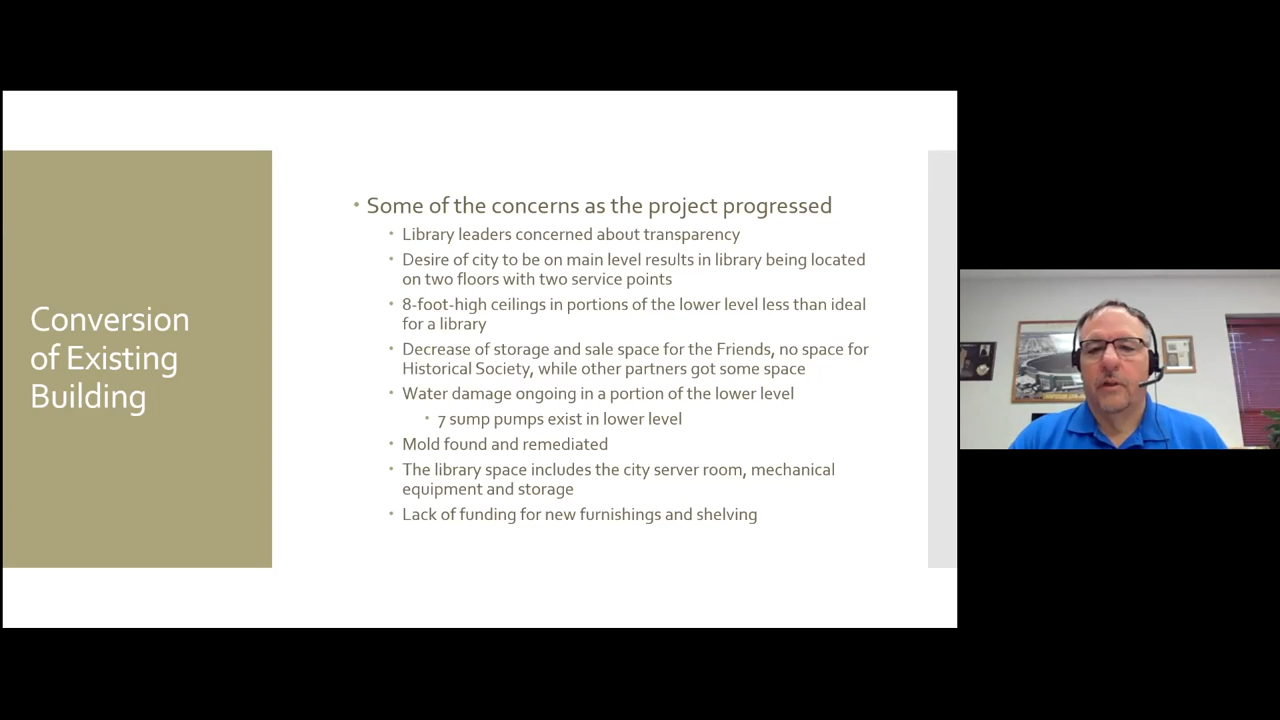 Conversion
of Existing
Building
• Some of the concerns as the project progressed
• Library leaders concerned about transparency
• Desire of city to be on main level results in library being located
on two floors with two service points
• 8-foot-high ceilings in portions of the lower level less than ideal
for a library
• Decrease of storage and sale space for the Friends, no space for
Historical Society, while other partners got some space
• Water damage ongoing in a portion of the lower level
• 7 sump pumps exist in lower level
• Mold found and remediated
• The library space includes the city server room, mechanical
equipment and storage
• Lack of funding for new furnishings and shelving